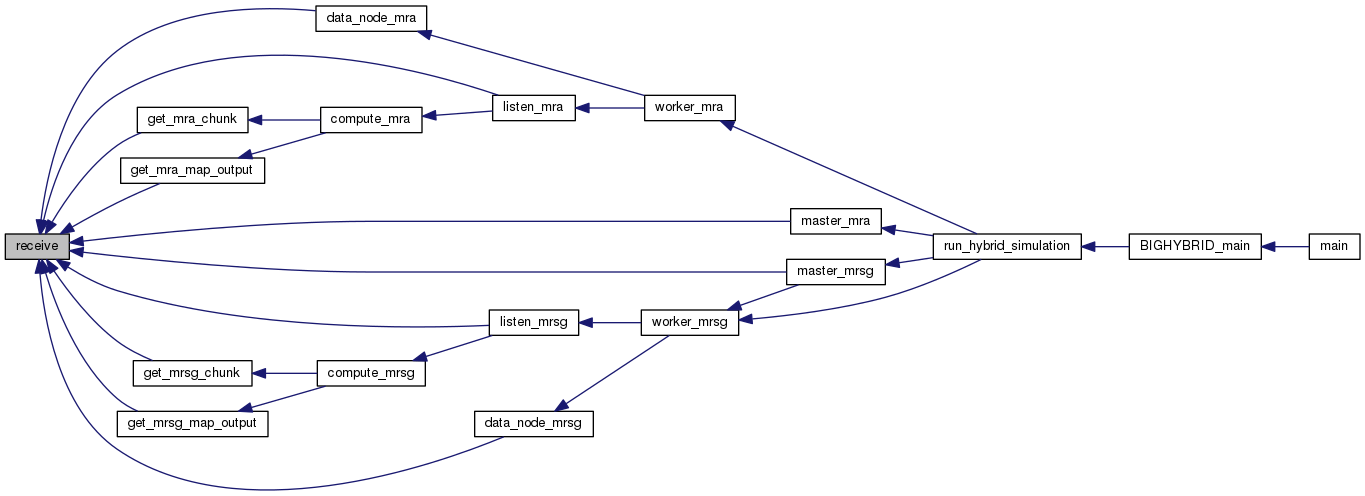 data_node_mra
listen_mra
worker_mra
get_mra_chunk
compute_mra
get_mra_map_output
master_mra
receive
run_hybrid_simulation
BIGHYBRID_main
main
master_mrsg
listen_mrsg
worker_mrsg
get_mrsg_chunk
compute_mrsg
get_mrsg_map_output
data_node_mrsg